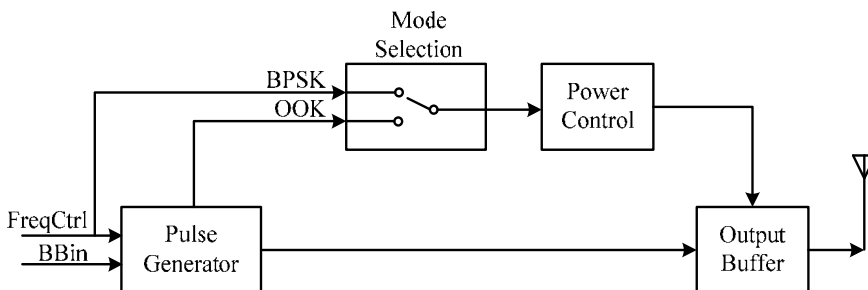 Mode
Selection
BPSK
OOK
Power
Control
FreqCtrl
BBin
Pulse
Generator
Output
Buffer